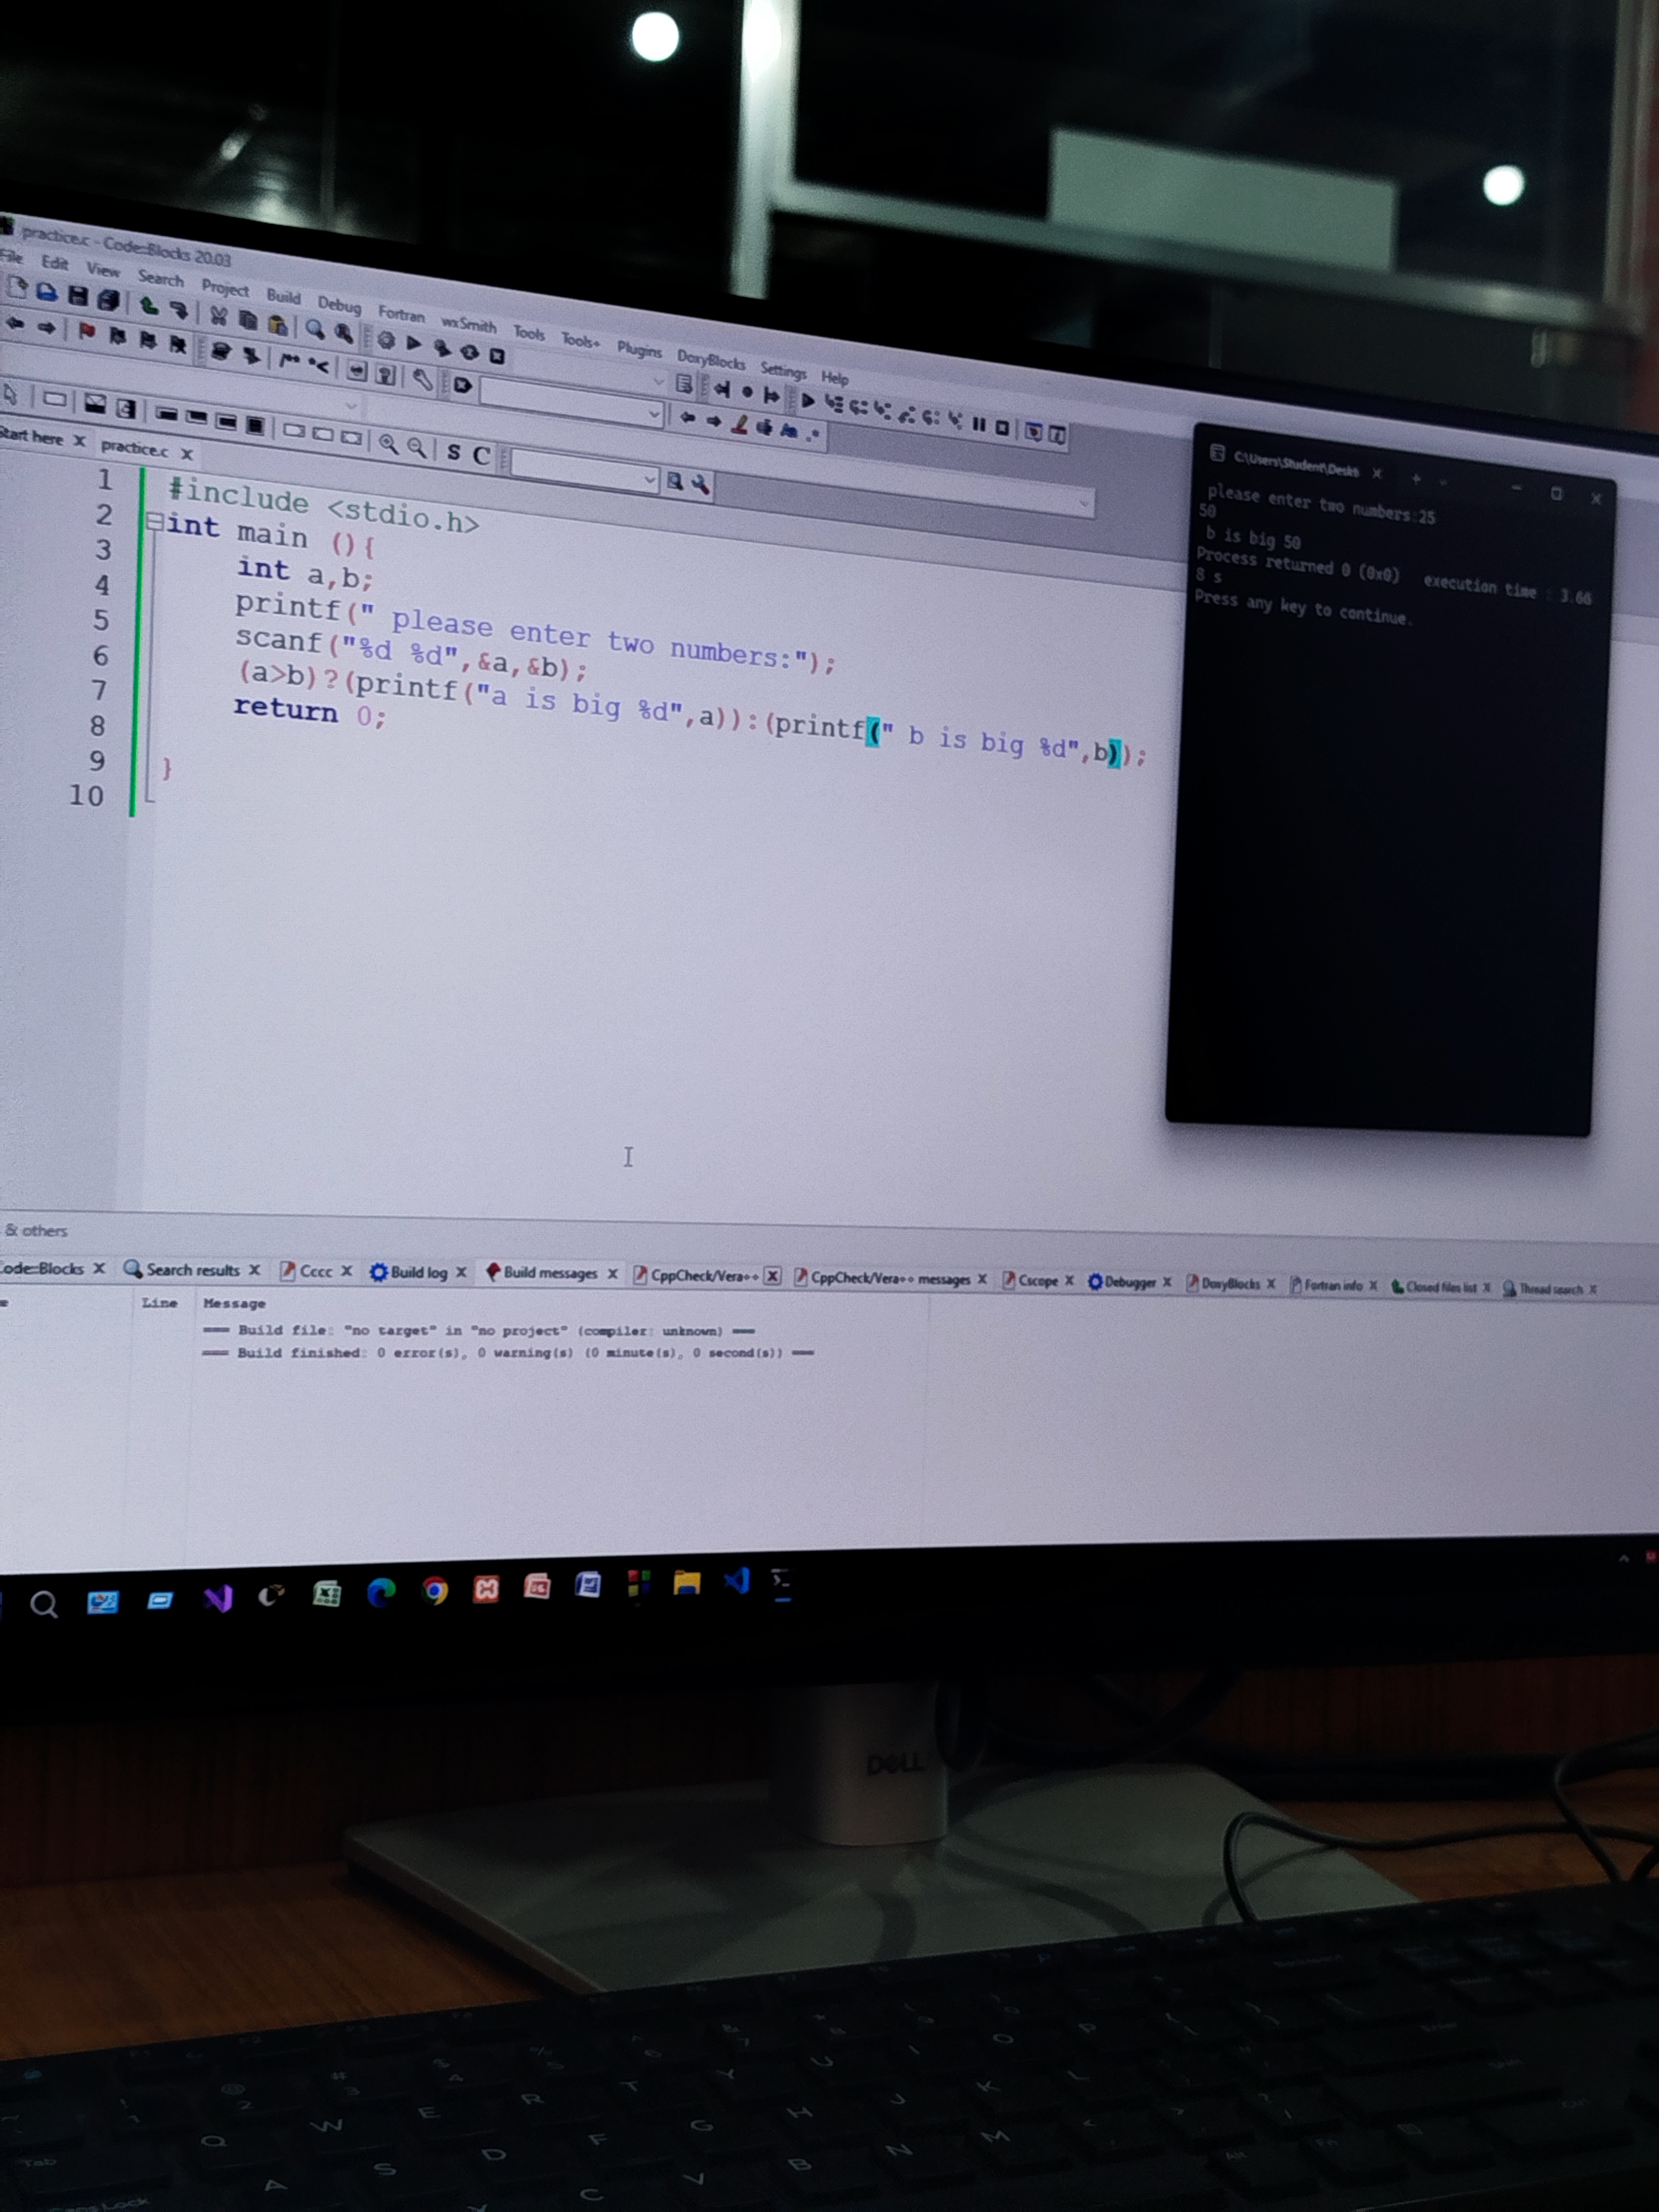 practice.c - Code::Blocks 20.03
File Edit View Search Project Build Debug Fortran wxSmith Tools Tools+ Plugins DoxyBlocks Settings Help
S C
Start here practice.c
1 #include <stdio.h>
2 int main (){
3 int a,b;
4 printf(" please enter two numbers:");
5 scanf("%d %d",&a,&b);
6 (a>b)?(printf("a is big %d",a)):(printf(" b is big %d",b));
7 return 0;
8
9 }
10
C:\Users\Student\Deskto
please enter two numbers:25
50
b is big 50
Process returned 0 (0x0) execution time : 3.66
8 s
Press any key to continue.
& others
Code::Blocks Search results Cccc Build log Build messages CppCheck/Vera++ CppCheck/Vera++ messages Cscope Debugger DoxyBlocks Fortran info Closed files list Thread search
Line Message
=== Build file: "no target" in "no project" (compiler: unknown) ===
=== Build finished: 0 error(s), 0 warning(s) (0 minute(s), 0 second(s)) ===
DELL
Q W E R T Y U I O P
Tab
A S D F G H J K L
Caps Lock
C V B N M